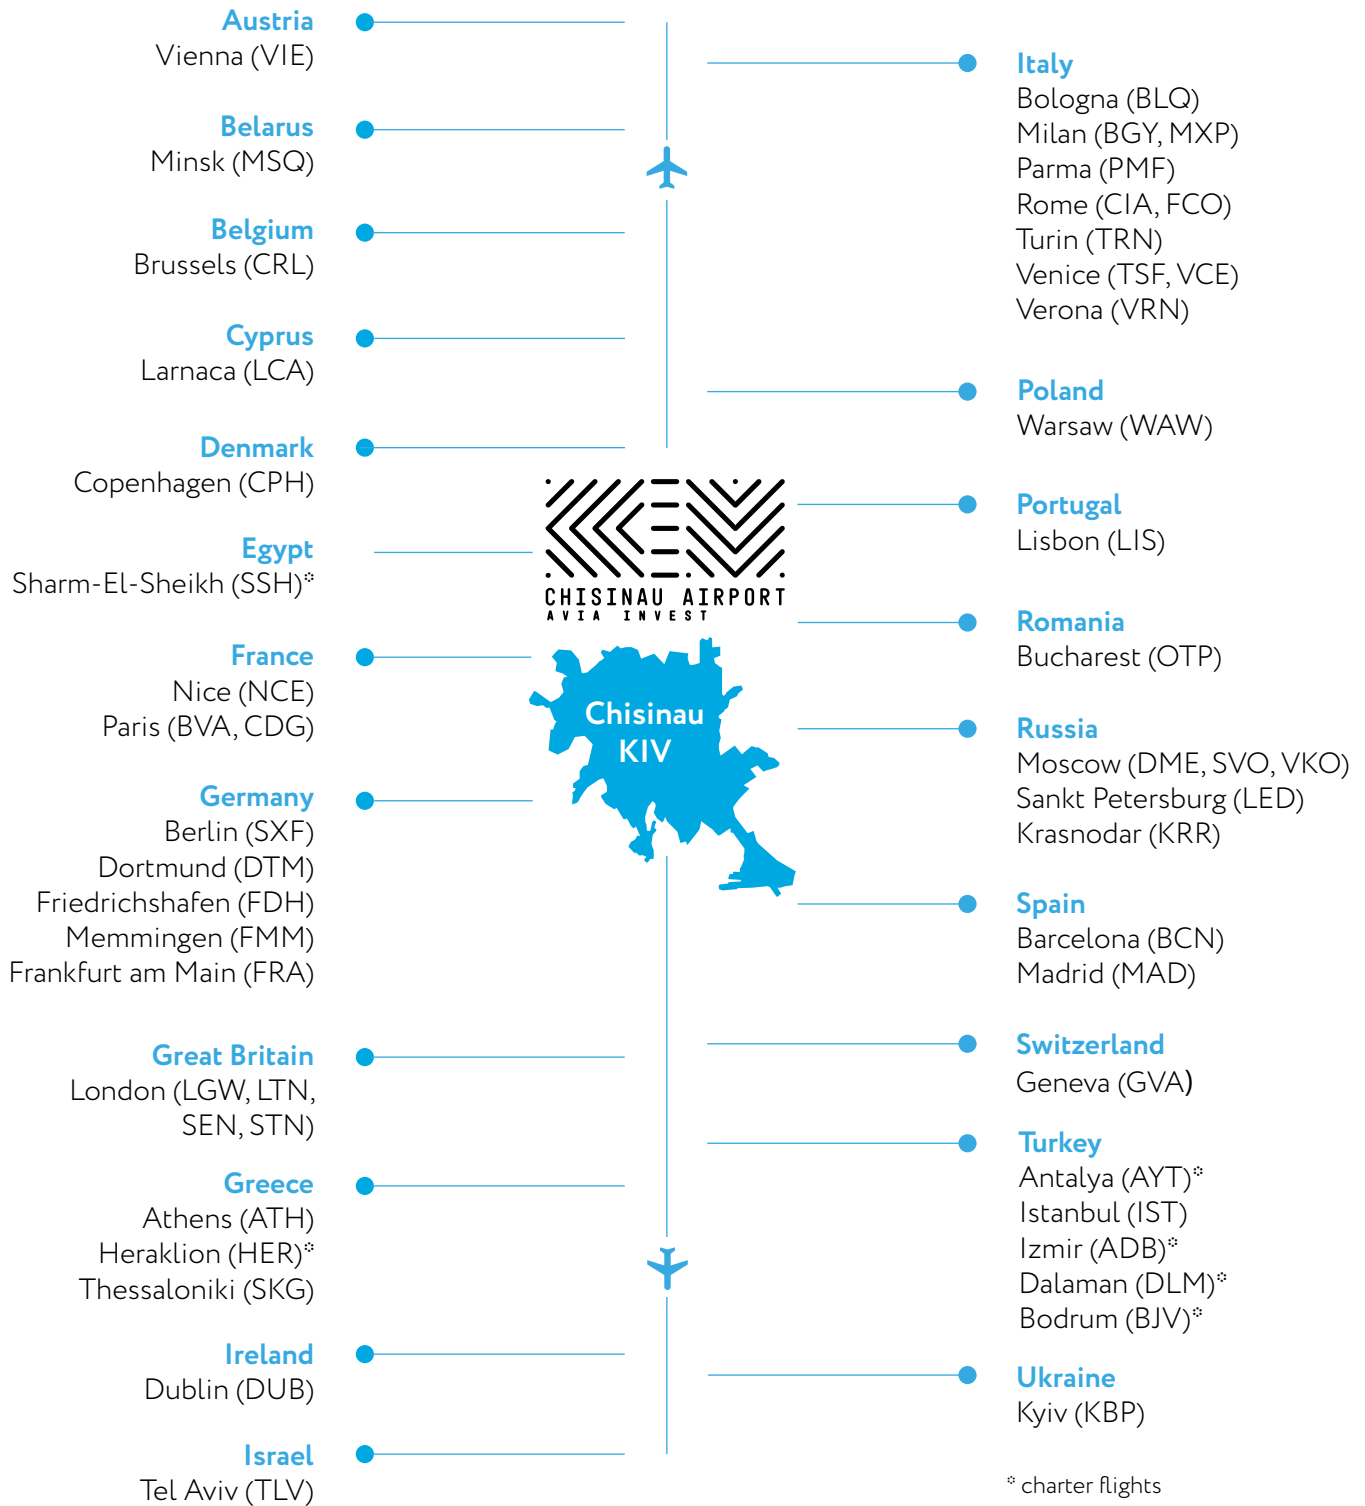 Austria
Vienna (VIE)
Belarus
Minsk (MSQ)
Belgium
Brussels (CRL)
Cyprus
Larnaca (LCA)
Denmark
Copenhagen (CPH)
Egypt
Sharm-El-Sheikh (SSH)*
France
Nice (NCE)
Paris (BVA, CDG)
Germany
Berlin (SXF)
Dortmund (DTM)
Friedrichshafen (FDH)
Memmingen (FMM)
Frankfurt am Main (FRA)
Great Britain
London (LGW, LTN,
SEN, STN)
Greece
Athens (ATH)
Heraklion (HER)*
Thessaloniki (SKG)
Ireland
Dublin (DUB)
Israel
Tel Aviv (TLV)
CHISINAU AIRPORT
AVIA INVEST
Chisinau
KIV
Italy
Bologna (BLQ)
Milan (BGY, MXP)
Parma (PMF)
Rome (CIA, FCO)
Turin (TRN)
Venice (TSF, VCE)
Verona (VRN)
Poland
Warsaw (WAW)
Portugal
Lisbon (LIS)
Romania
Bucharest (OTP)
Russia
Moscow (DME, SVO, VKO)
Sankt Petersburg (LED)
Krasnodar (KRR)
Spain
Barcelona (BCN)
Madrid (MAD)
Switzerland
Geneva (GVA)
Turkey
Antalya (AYT)*
Istanbul (IST)
Izmir (ADB)*
Dalaman (DLM)*
Bodrum (BJV)*
Ukraine
Kyiv (KBP)
* charter flights